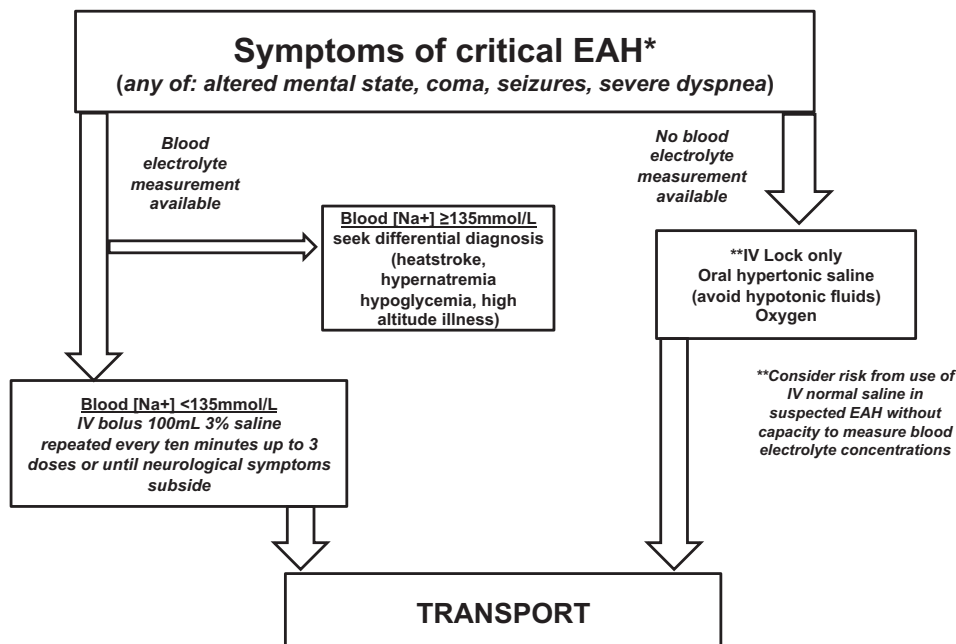 Symptoms of critical EAH*
(any of: altered mental state, coma, seizures, severe dyspnea)
Blood
electrolyte
measurement
available
No blood
electrolyte
measurement
available
Blood [Na+] ≥135mmol/L
seek differential diagnosis
(heatstroke,
hypernatremia
hypoglycemia, high
altitude illness)
**IV Lock only
Oral hypertonic saline
(avoid hypotonic fluids)
Oxygen
Blood [Na+] <135mmol/L
IV bolus 100mL 3% saline
repeated every ten minutes up to 3
doses or until neurological symptoms
subside
**Consider risk from use of
IV normal saline in
suspected EAH without
capacity to measure blood
electrolyte concentrations
TRANSPORT